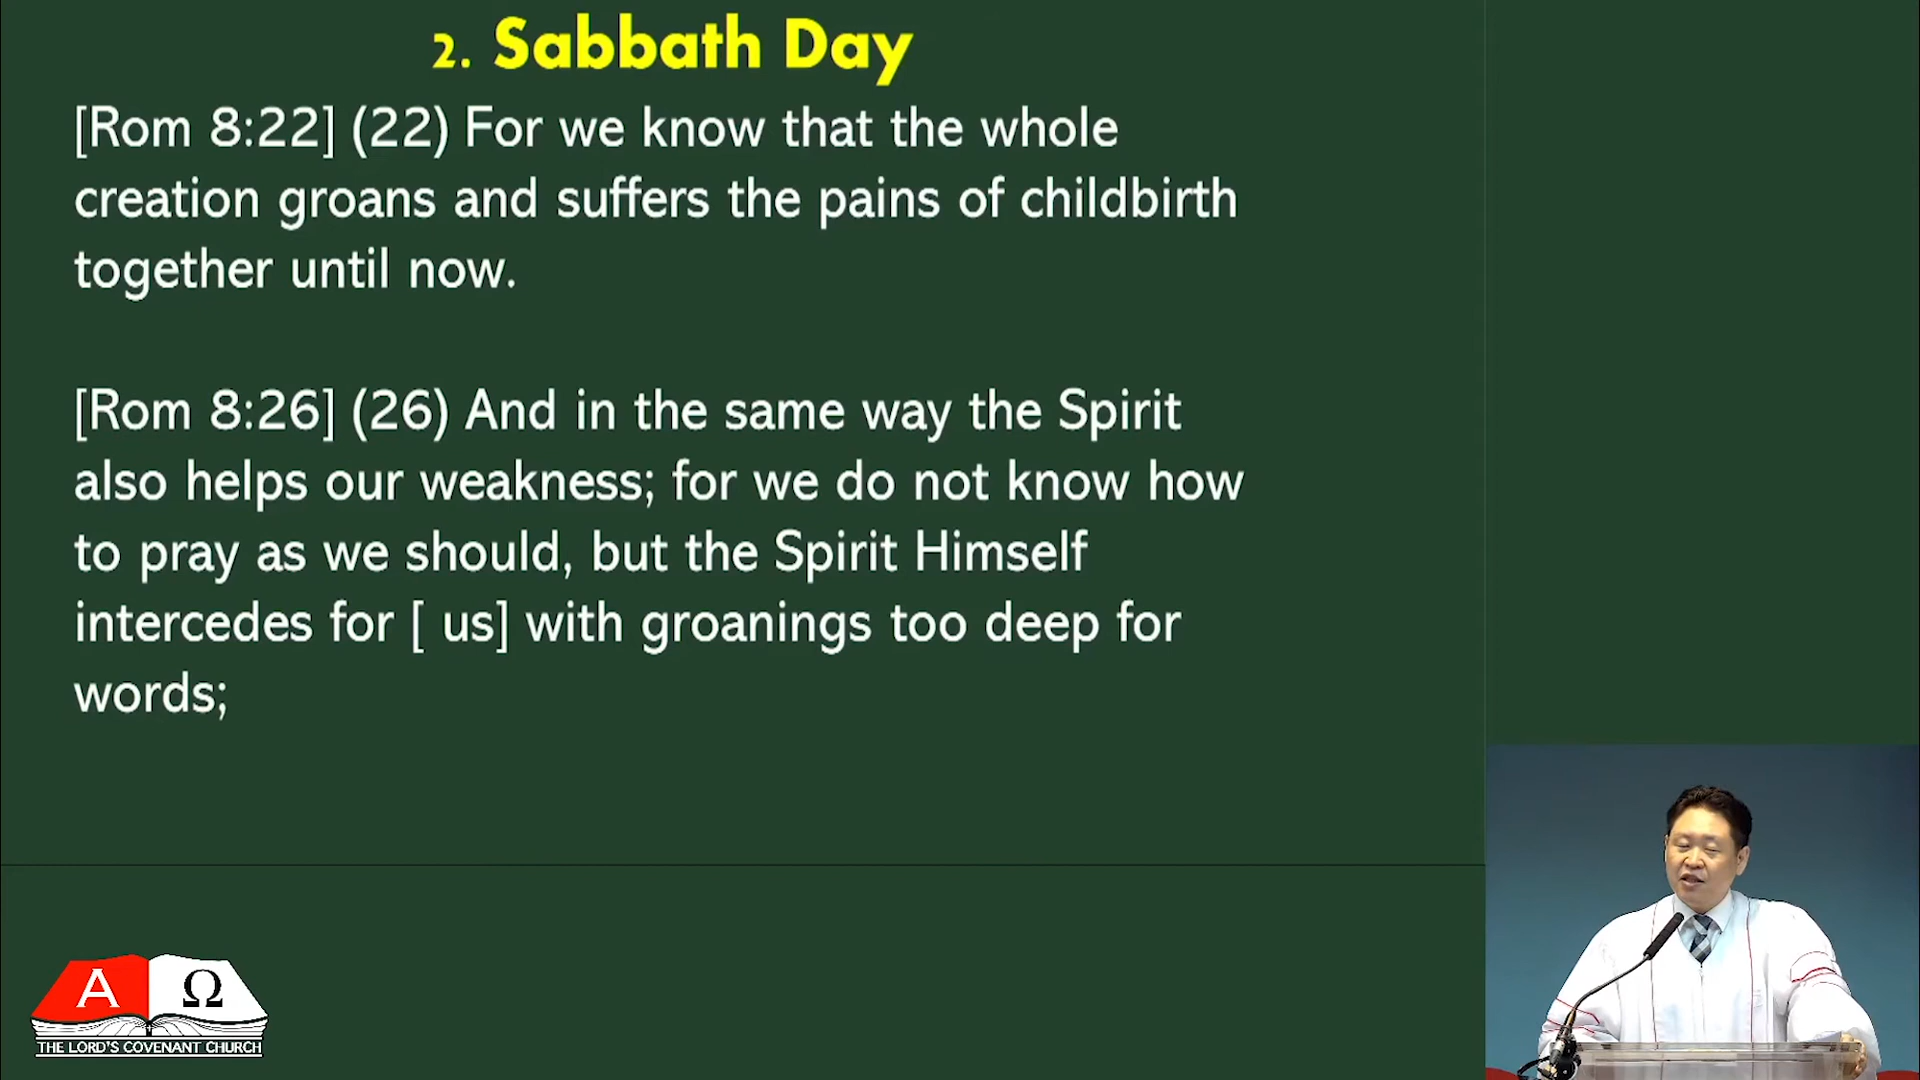 2. Sabbath Day
[Rom 8:22] (22) For we know that the whole
creation groans and suffers the pains of childbirth
together until now.
[Rom 8:26] (26) And in the same way the Spirit
also helps our weakness; for we do not know how
to pray as we should, but the Spirit Himself
intercedes for [ us] with groanings too deep for
words;
A Ω
THE LORD'S COVENANT CHURCH